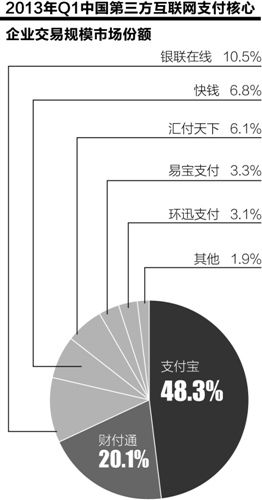 2013年Q1中国第三方互联网支付核心
企业交易规模市场份额
银联在线 10.5%
快钱 6.8%
汇付天下 6.1%
易宝支付 3.3%
环迅支付 3.1%
其他 1.9%
支付宝
48.3%
财付通
20.1%